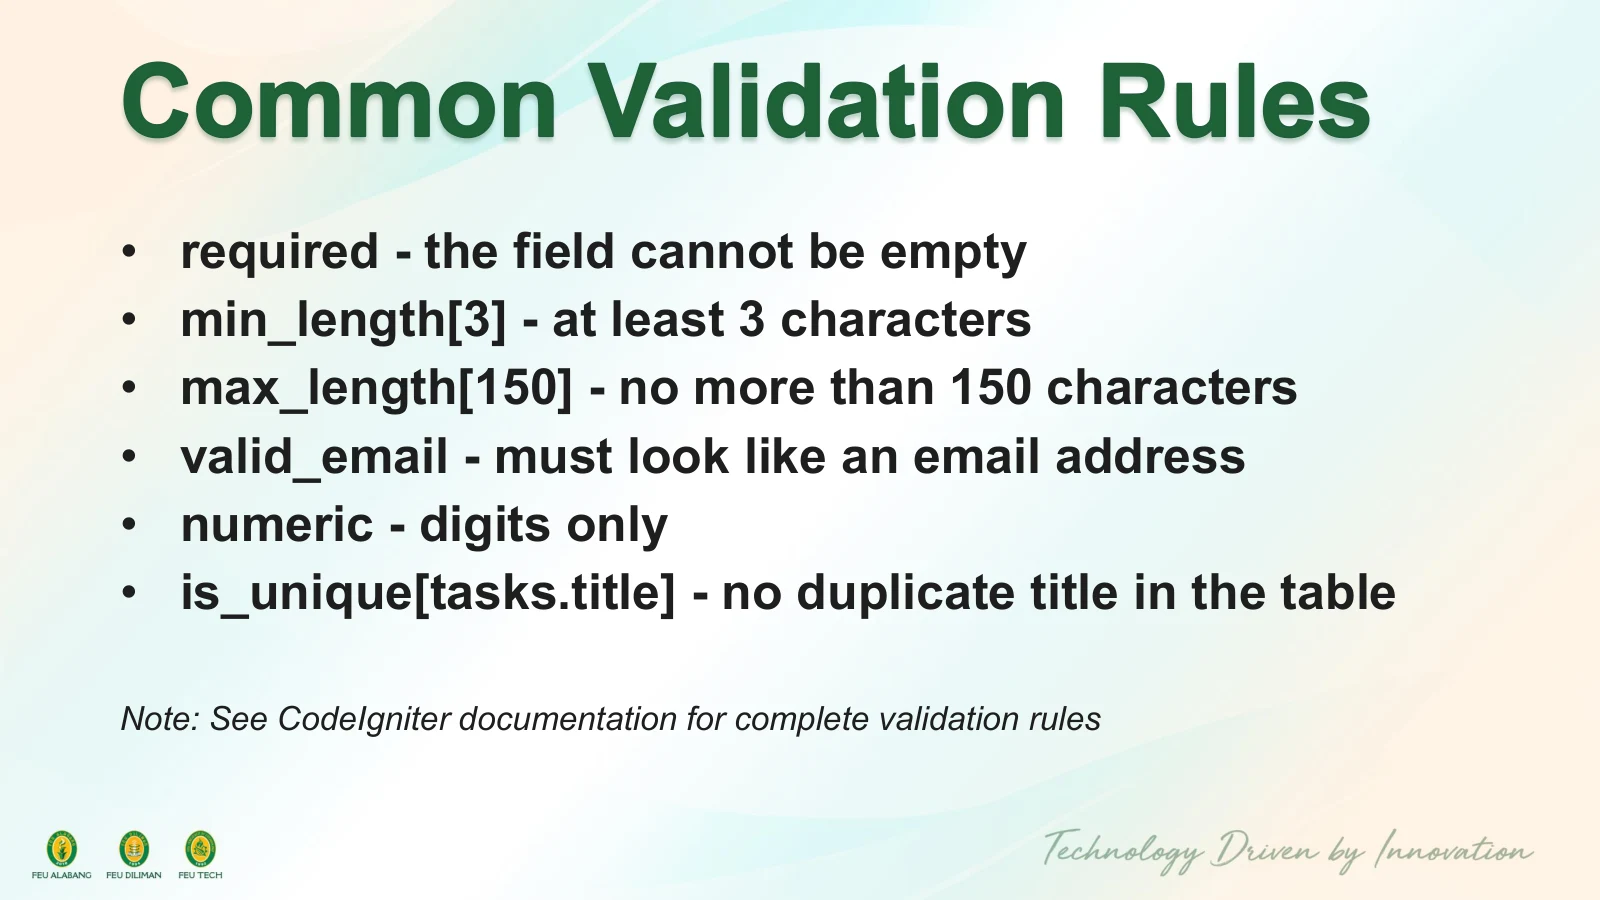 Common Validation Rules
• required - the field cannot be empty
• min_length[3] - at least 3 characters
• max_length[150] - no more than 150 characters
• valid_email - must look like an email address
• numeric - digits only
• is_unique[tasks.title] - no duplicate title in the table
Note: See CodeIgniter documentation for complete validation rules
FEU ALABANG FEU DILIMAN FEU TECH
Technology Driven by Innovation